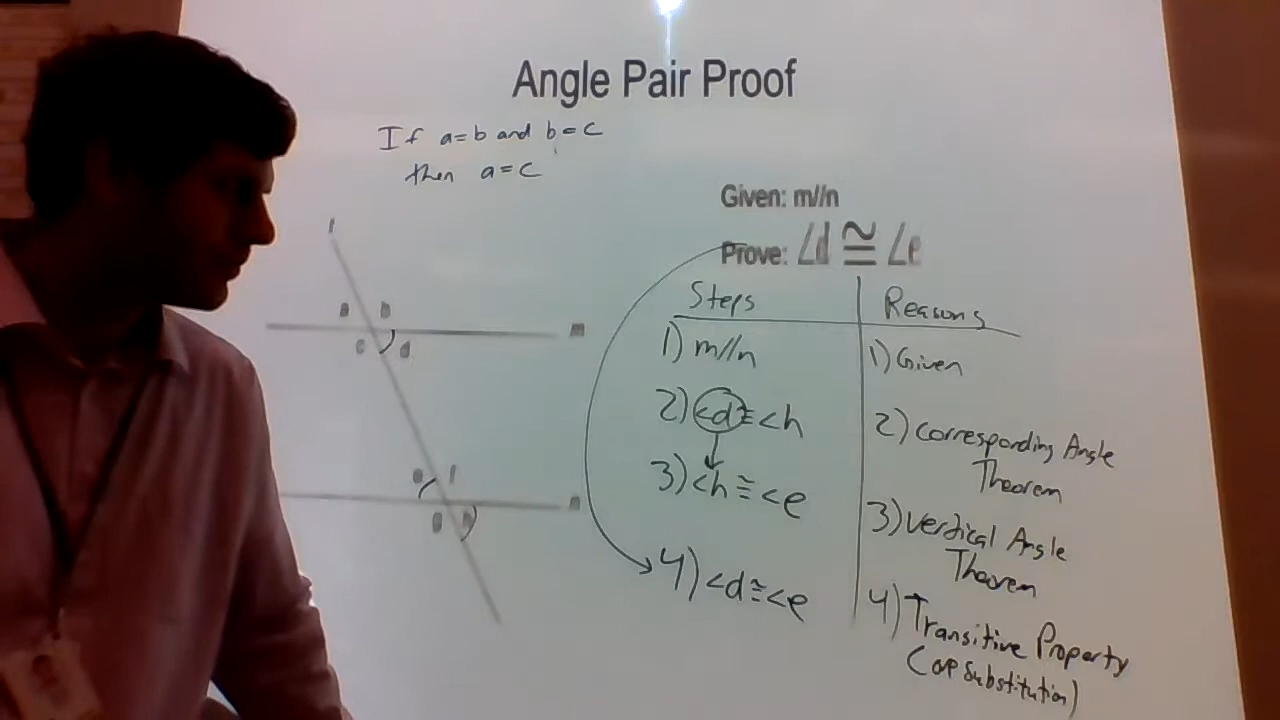 Angle Pair Proof
If a=b and b=c
then a=c
Given: m//n
Prove: ∠d ≅ ∠e
Steps
Reasons
1) m//n
1) Given
2) <d ≅ <h
2) Corresponding Angle
Theorem
3) <h ≅ <e
3) Vertical Angle
Theorem
4) <d ≅ <e
4) Transitive Property
(or Substitution)
a b
m
c d
e f
n
g h